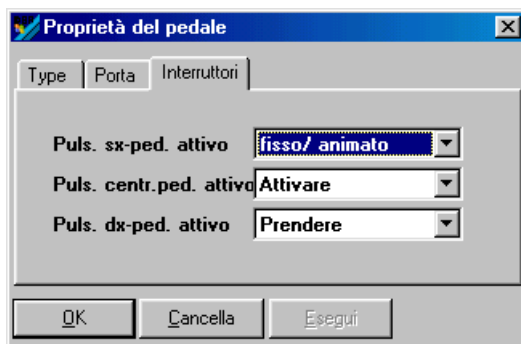 Proprietà del pedale
Type Porta Interruttori
Puls. sx-ped. attivo fisso/ animato
Puls. centr.ped. attivo Attivare
Puls. dx-ped. attivo Prendere
OK Cancella Esegui